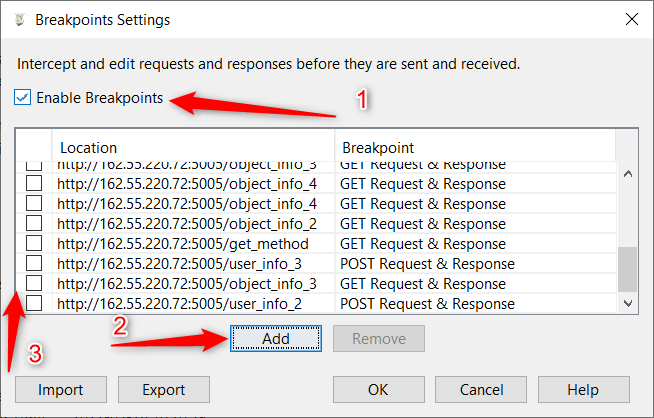 Breakpoints Settings
Intercept and edit requests and responses before they are sent and received.
Enable Breakpoints
1
Location Breakpoint
http://162.55.220.72:5005/object_info_3 GET Request & Response
http://162.55.220.72:5005/object_info_4 GET Request & Response
http://162.55.220.72:5005/object_info_4 GET Request & Response
http://162.55.220.72:5005/object_info_2 GET Request & Response
http://162.55.220.72:5005/get_method GET Request & Response
http://162.55.220.72:5005/user_info_3 POST Request & Response
http://162.55.220.72:5005/object_info_3 GET Request & Response
http://162.55.220.72:5005/user_info_2 POST Request & Response
2
Add Remove
3
Import Export OK Cancel Help